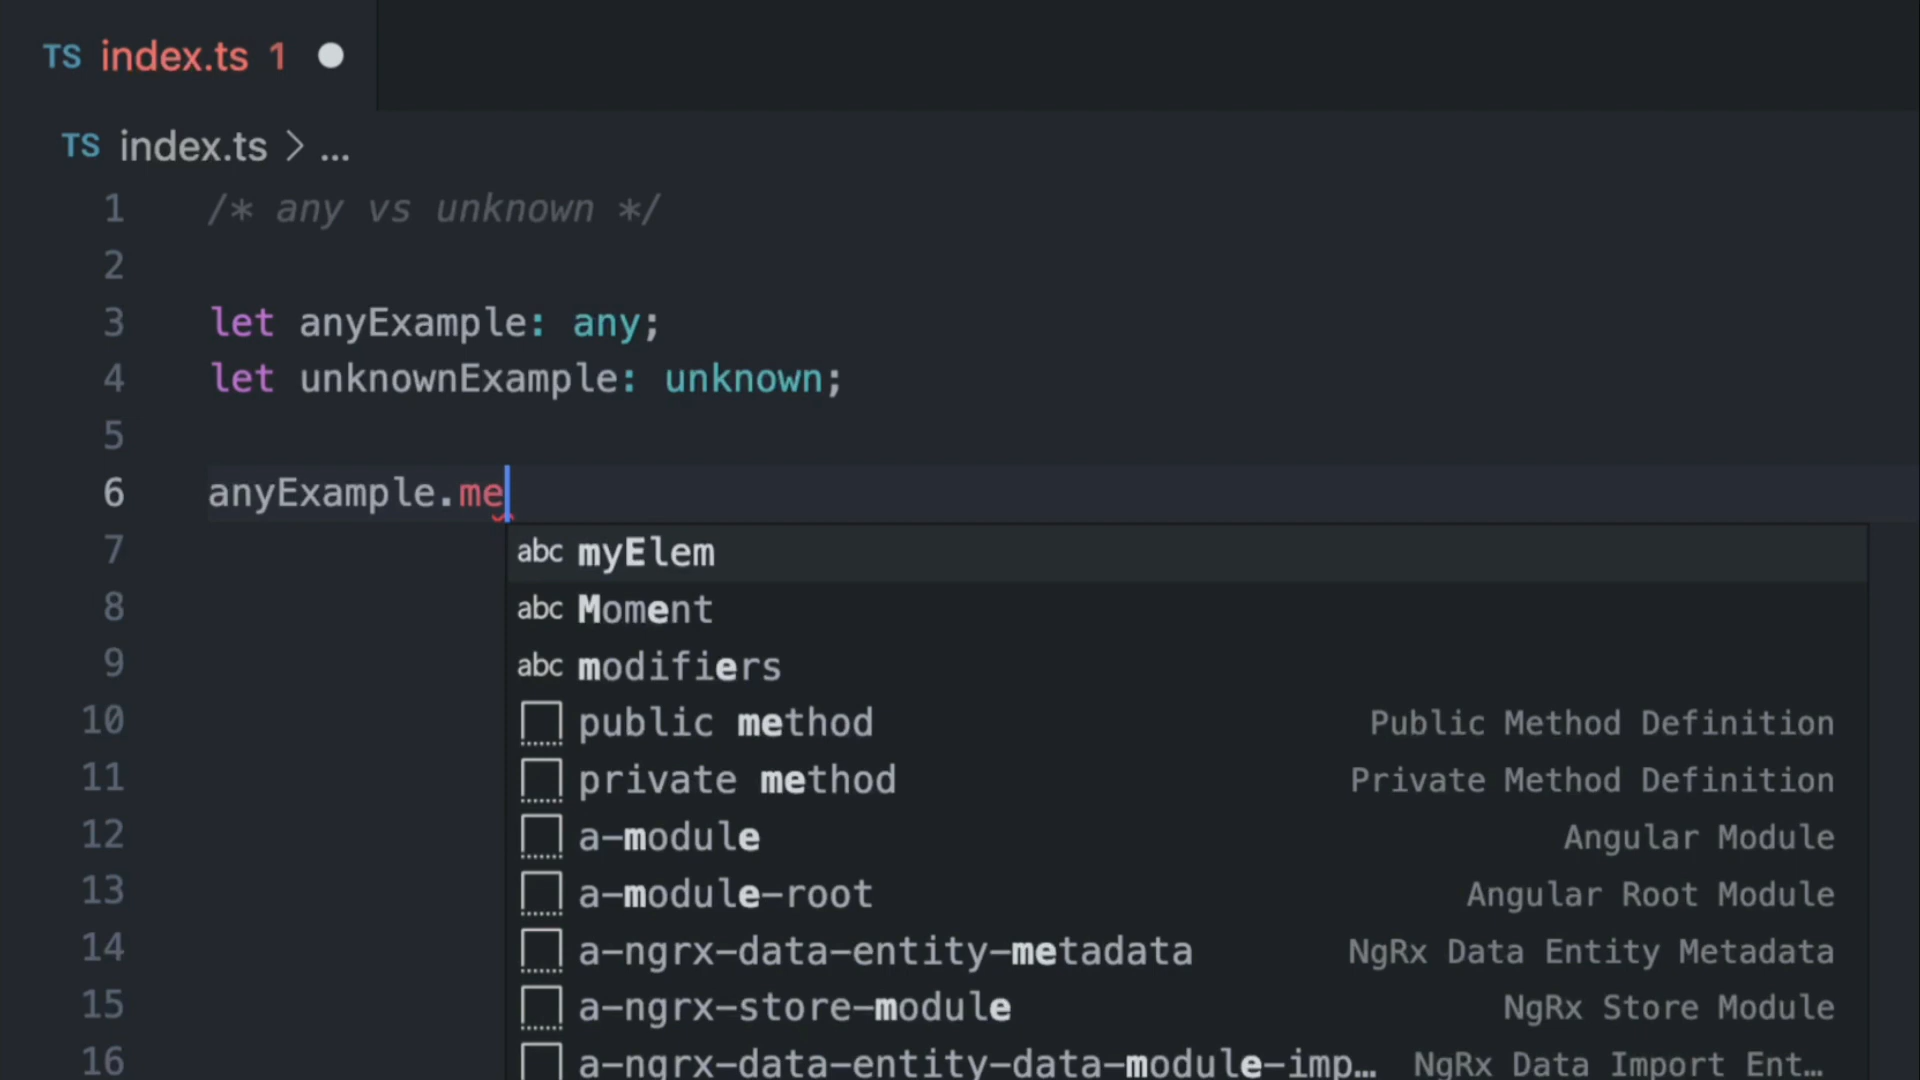 TS index.ts 1
TS index.ts > ...
1 /* any vs unknown */
2
3 let anyExample: any;
4 let unknownExample: unknown;
5
6 anyExample.me
7 abc myElem
8 abc Moment
9 abc modifiers
10 public method Public Method Definition
11 private method Private Method Definition
12 a-module Angular Module
13 a-module-root Angular Root Module
14 a-ngrx-data-entity-metadata NgRx Data Entity Metadata
15 a-ngrx-store-module NgRx Store Module
16 a-ngrx-data-entity-data-module-imp… NgRx Data Import Ent…